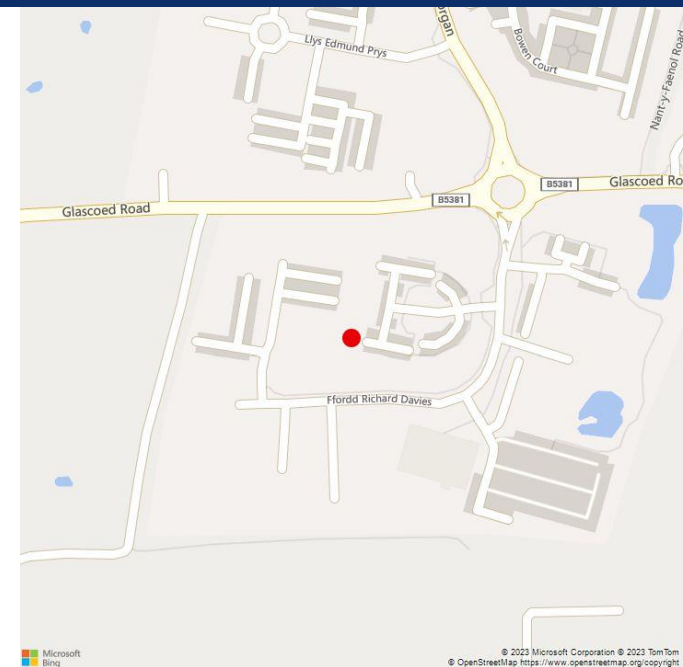 organ
Llys Edmund Prys
Bowen Court
Nant-y-Faenol Road
B5381
Glascoed Ro
B5381
Glascoed Road
Ffordd Richard Davies
Microsoft
Bing
© 2023 Microsoft Corporation © 2023 TomTom
© OpenStreetMap https://www.openstreetmap.org/copyright